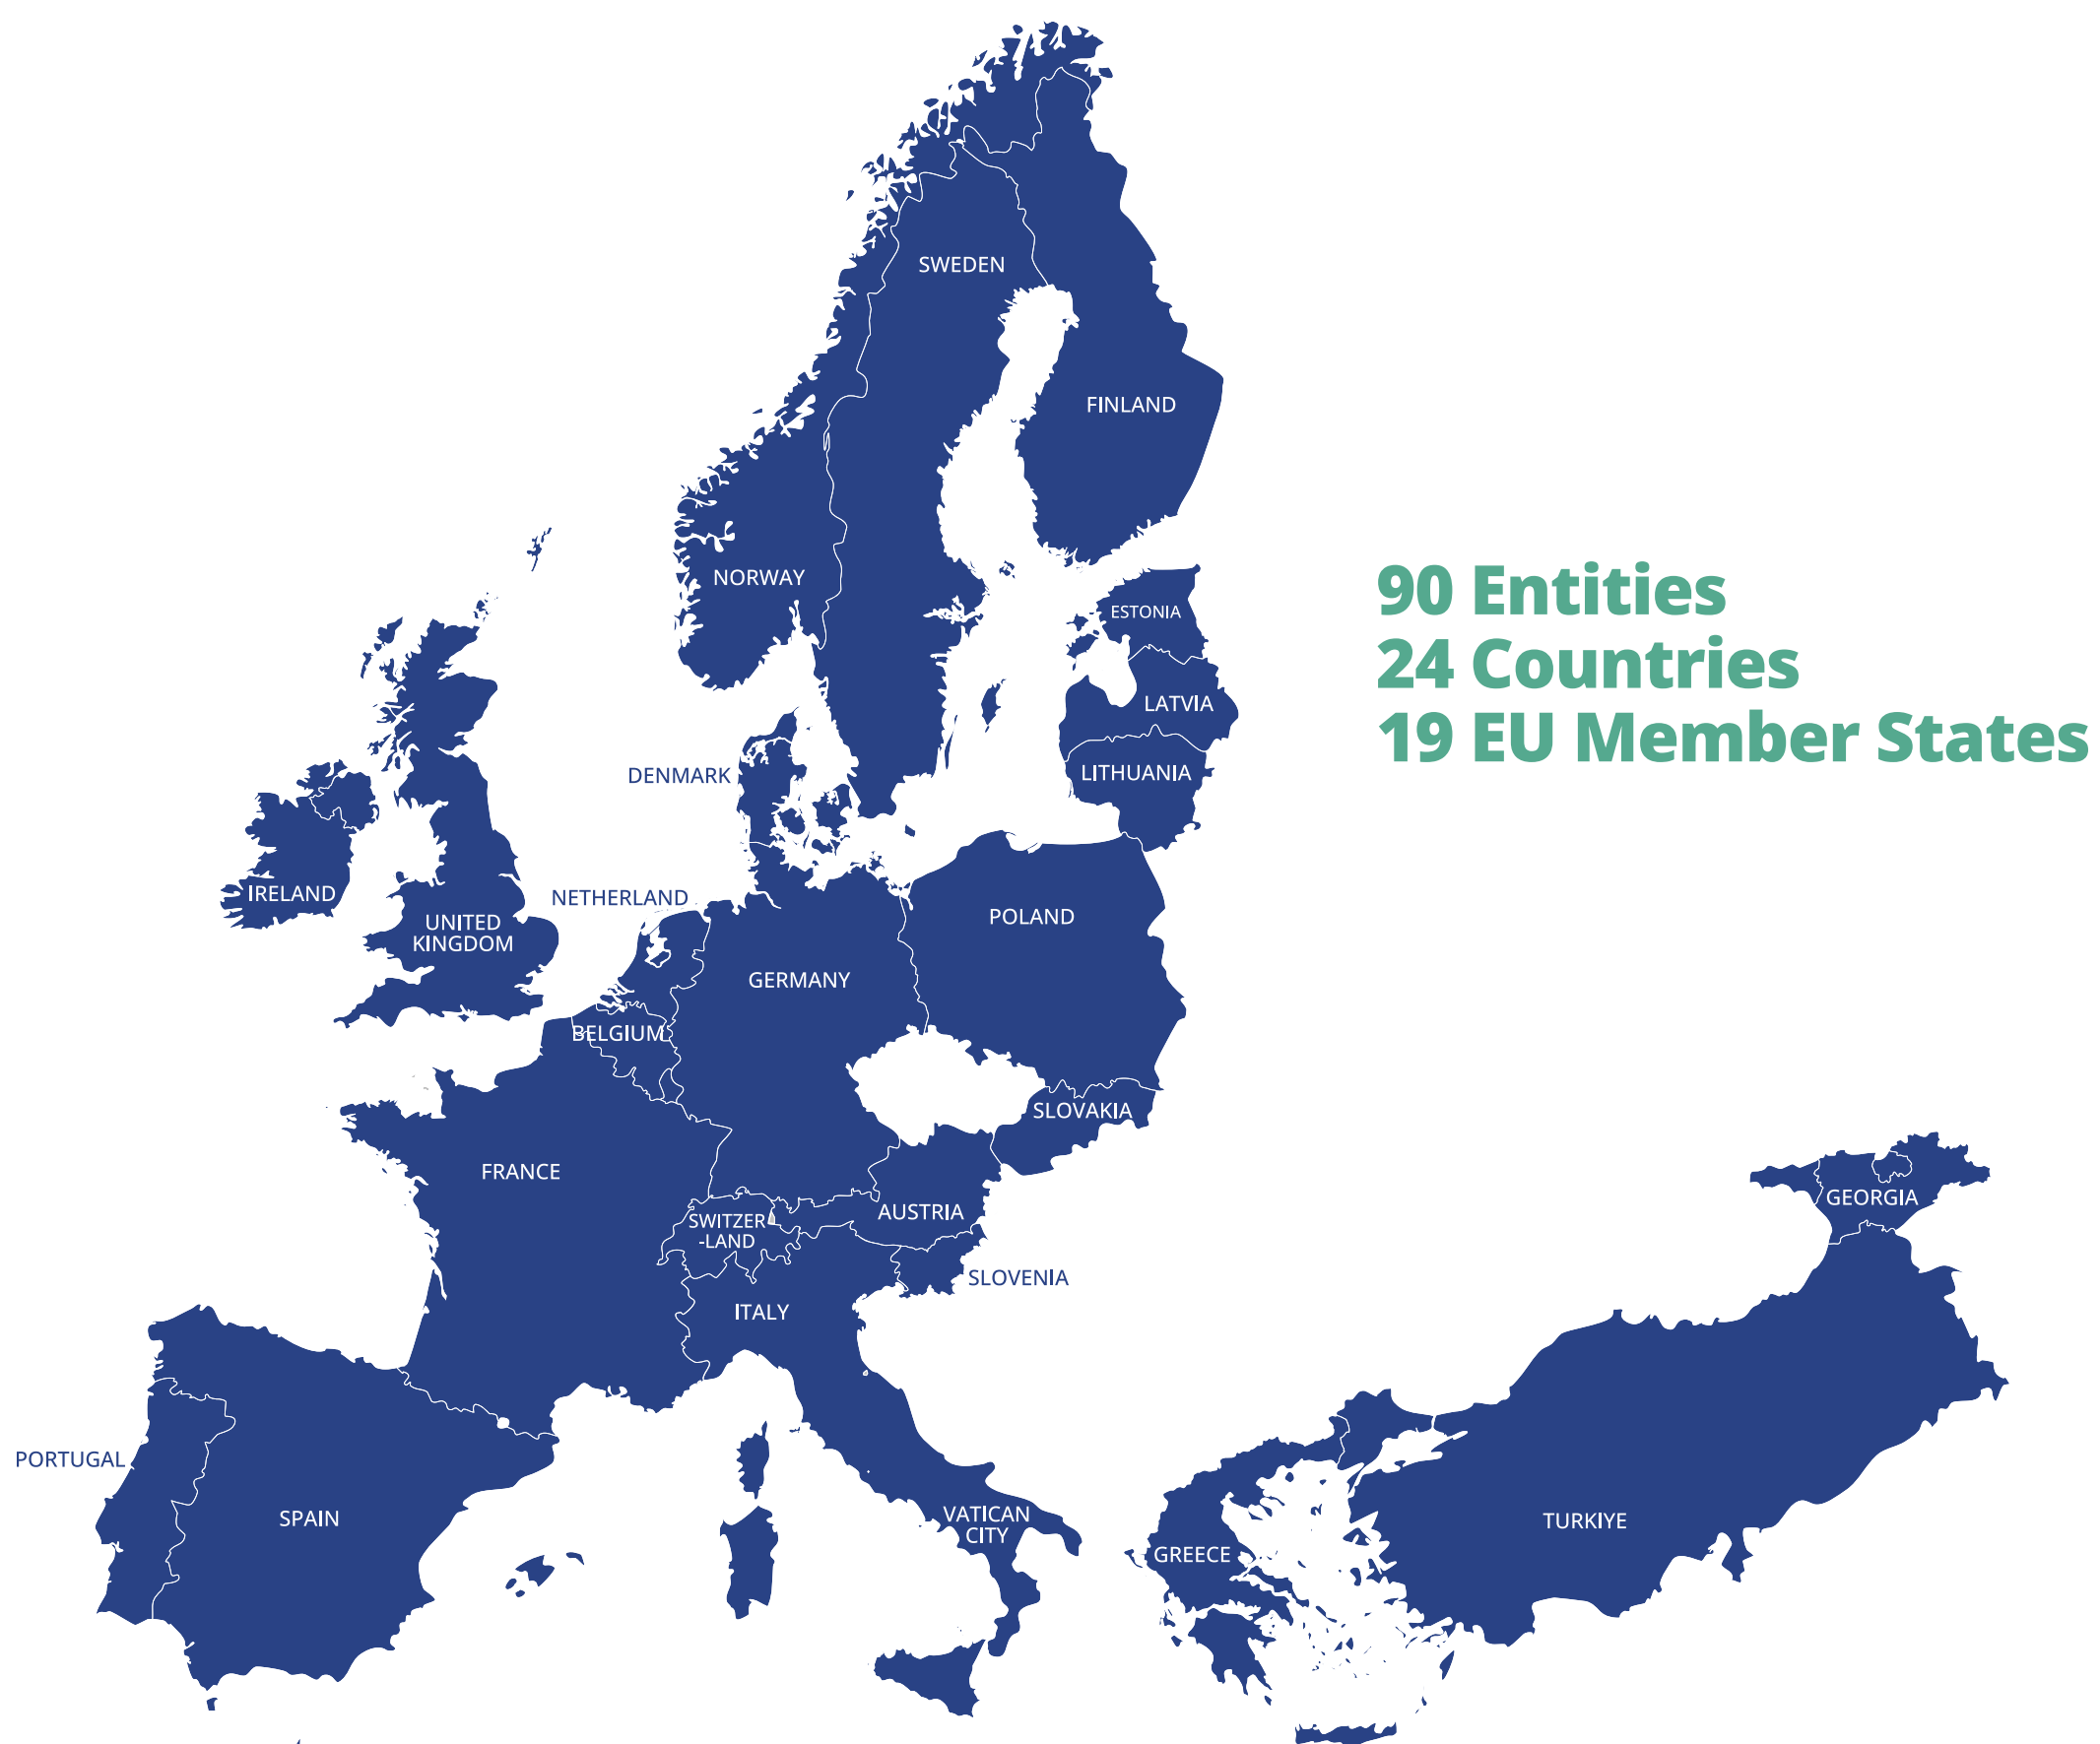 SWEDEN
FINLAND
NORWAY
90 Entities
24 Countries
19 EU Member States
ESTONIA
LATVIA
LITHUANIA
DENMARK
IRELAND
NETHERLAND
UNITED
KINGDOM
POLAND
GERMANY
BELGIUM
SLOVAKIA
FRANCE
GEORGIA
AUSTRIA
SWITZER
-LAND
SLOVENIA
ITALY
PORTUGAL
SPAIN
VATICAN
CITY
TURKIYE
GREECE